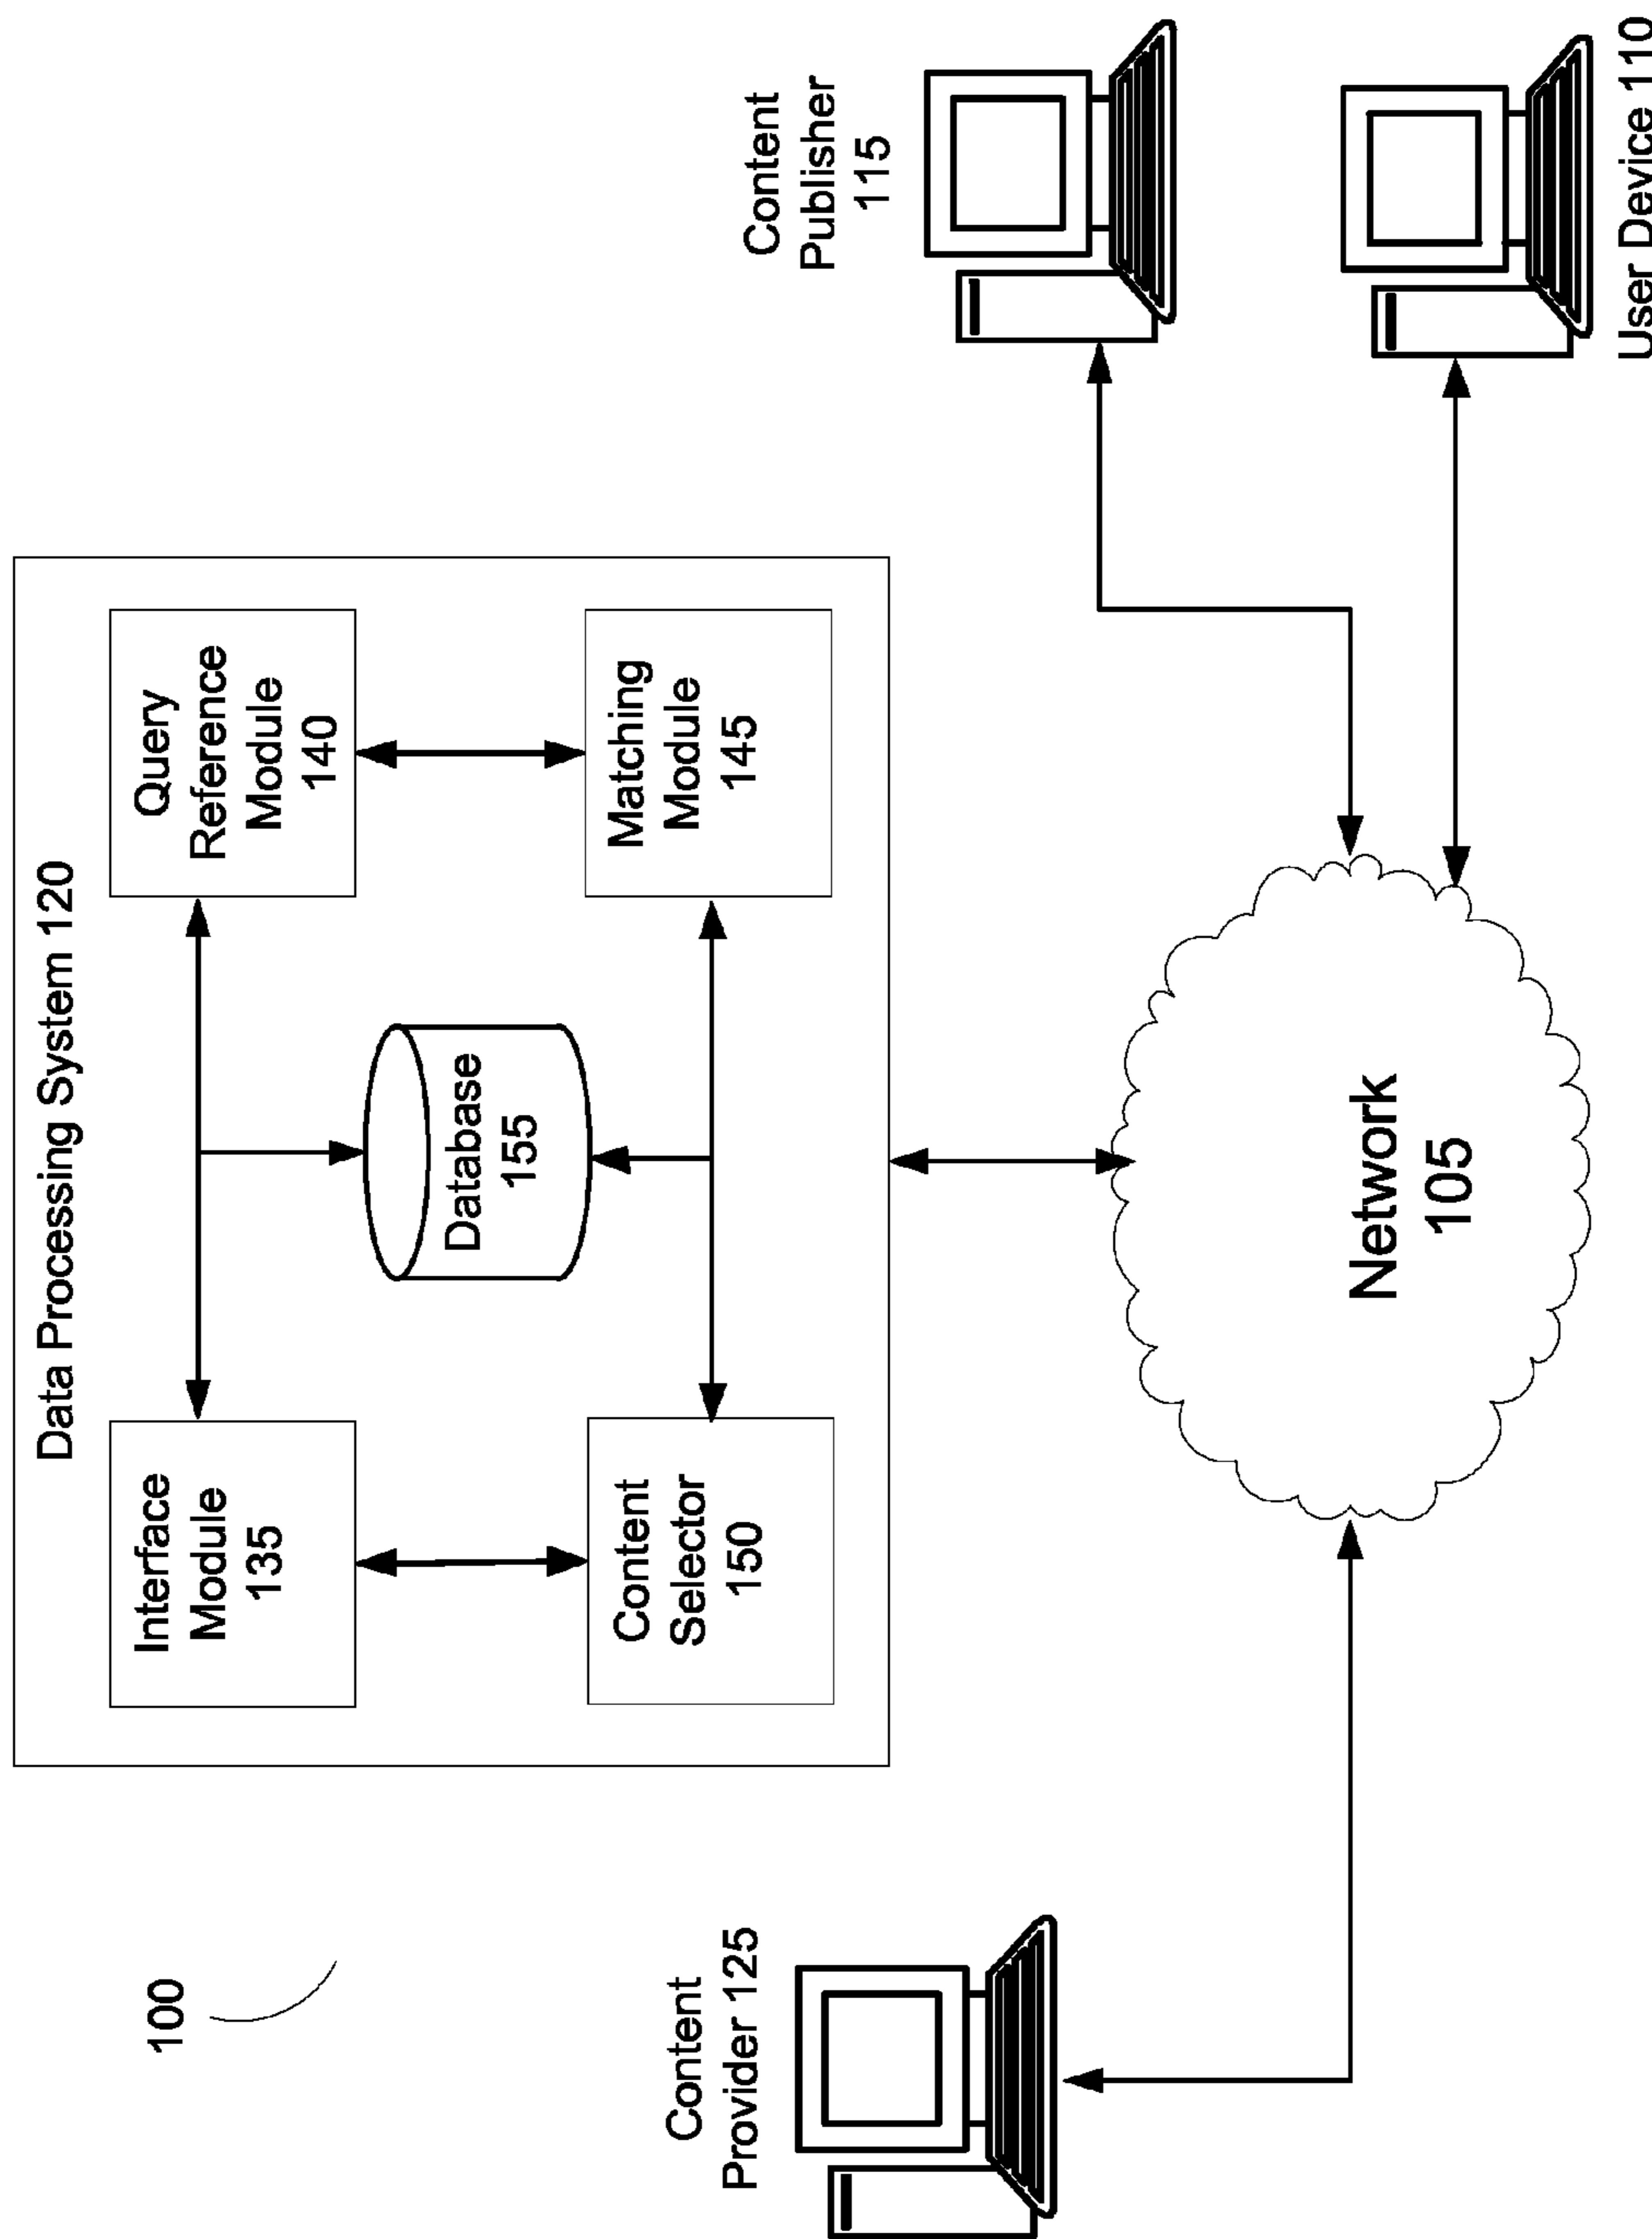 100
Data Processing System 120
Interface
Module
135
Query
Reference
Module
140
Database
155
Content
Selector
150
Matching
Module
145
Content
Provider 125
Content
Publisher
115
Network
105
User Device 110